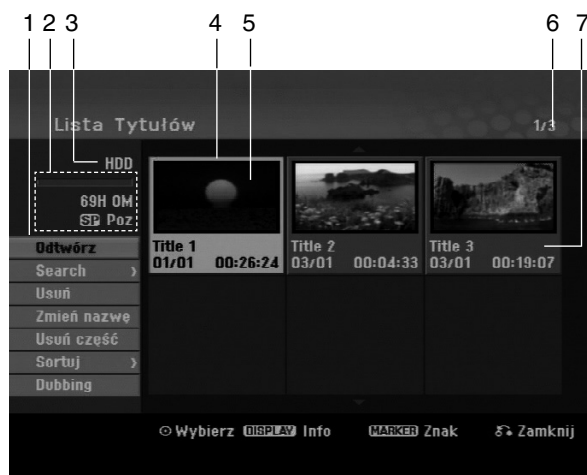 1 2 3 4 5 6 7
Lista Tytułów 1/3
HDD
69H 0M
SP Poz
Odtwórz
Search >
Usuń
Zmień nazwę
Usuń część
Sortuj >
Dubbing
Title 1
01/01 00:26:24
Title 2
03/01 00:04:33
Title 3
03/01 00:19:07
Wybierz DISPLAY Info MARKER Znak Zamknij